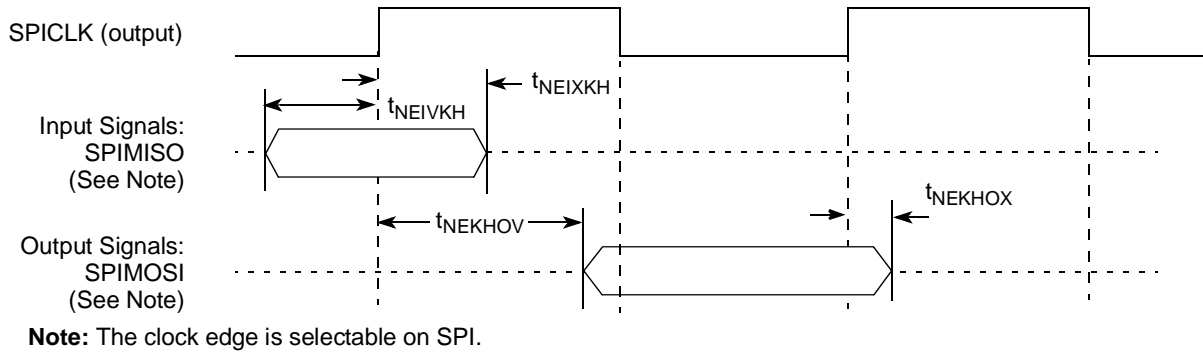 SPICLK (output)
tNEIXKH
tNEIVKH
Input Signals:
SPIMISO
(See Note)
tNEKHOX
tNEKHOV
Output Signals:
SPIMOSI
(See Note)
Note: The clock edge is selectable on SPI.